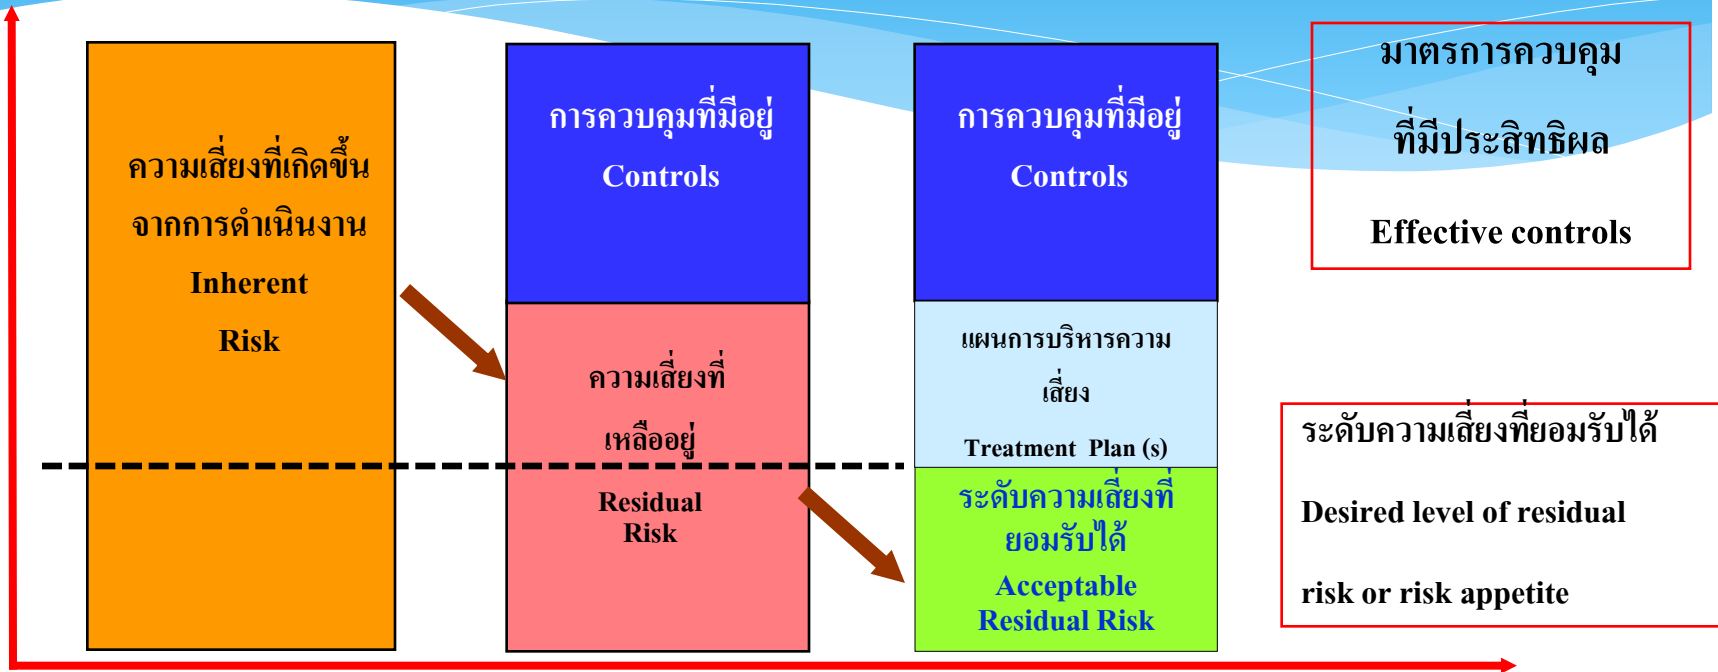 ความเสี่ยงที่เกิดขึ้น
จากการดำเนินงาน
Inherent
Risk
การควบคุมที่มีอยู่
Controls
ความเสี่ยงที่
เหลืออยู่
Residual
Risk
การควบคุมที่มีอยู่
Controls
แผนการบริหารความ
เสี่ยง
Treatment Plan (s)
ระดับความเสี่ยงที่
ยอมรับได้
Acceptable
Residual Risk
มาตรการควบคุม
ที่มีประสิทธิผล
Effective controls
ระดับความเสี่ยงที่ยอมรับได้
Desired level of residual
risk or risk appetite